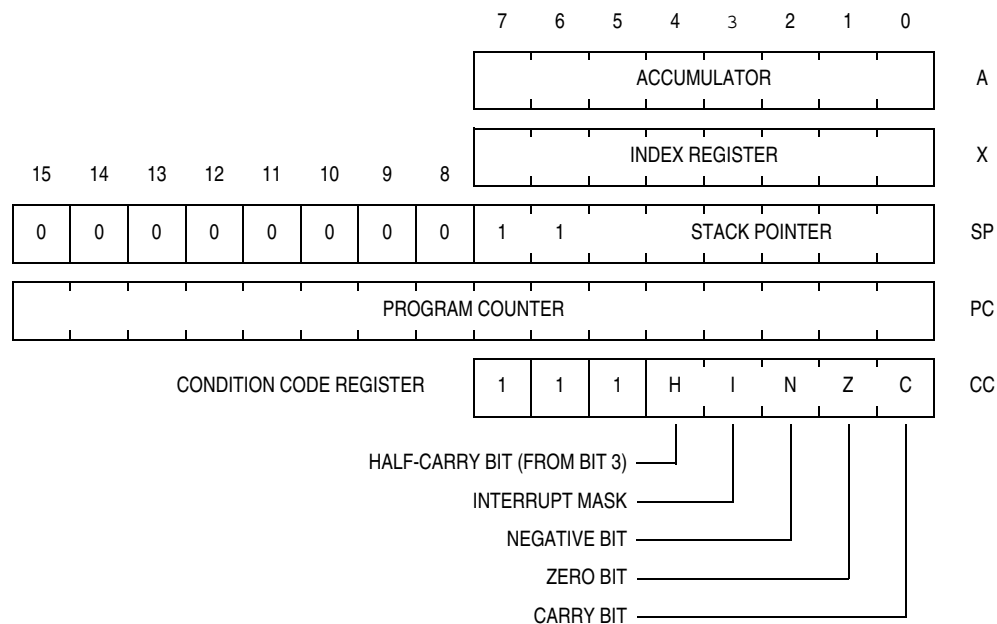 7 6 5 4 3 2 1 0
ACCUMULATOR A
INDEX REGISTER X
15 14 13 12 11 10 9 8
0 0 0 0 0 0 0 0 1 1 STACK POINTER SP
PROGRAM COUNTER PC
CONDITION CODE REGISTER 1 1 1 H I N Z C CC
HALF-CARRY BIT (FROM BIT 3)
INTERRUPT MASK
NEGATIVE BIT
ZERO BIT
CARRY BIT